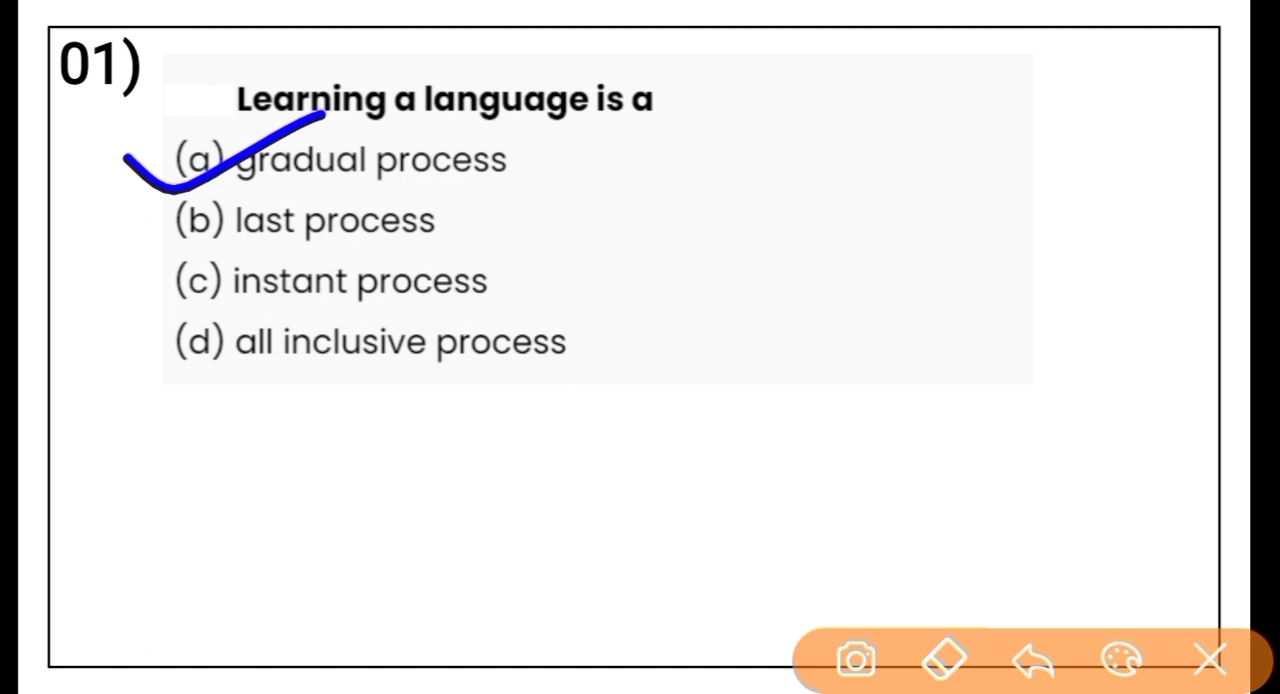 01)
Learning a language is a
(a) gradual process
(b) last process
(c) instant process
(d) all inclusive process